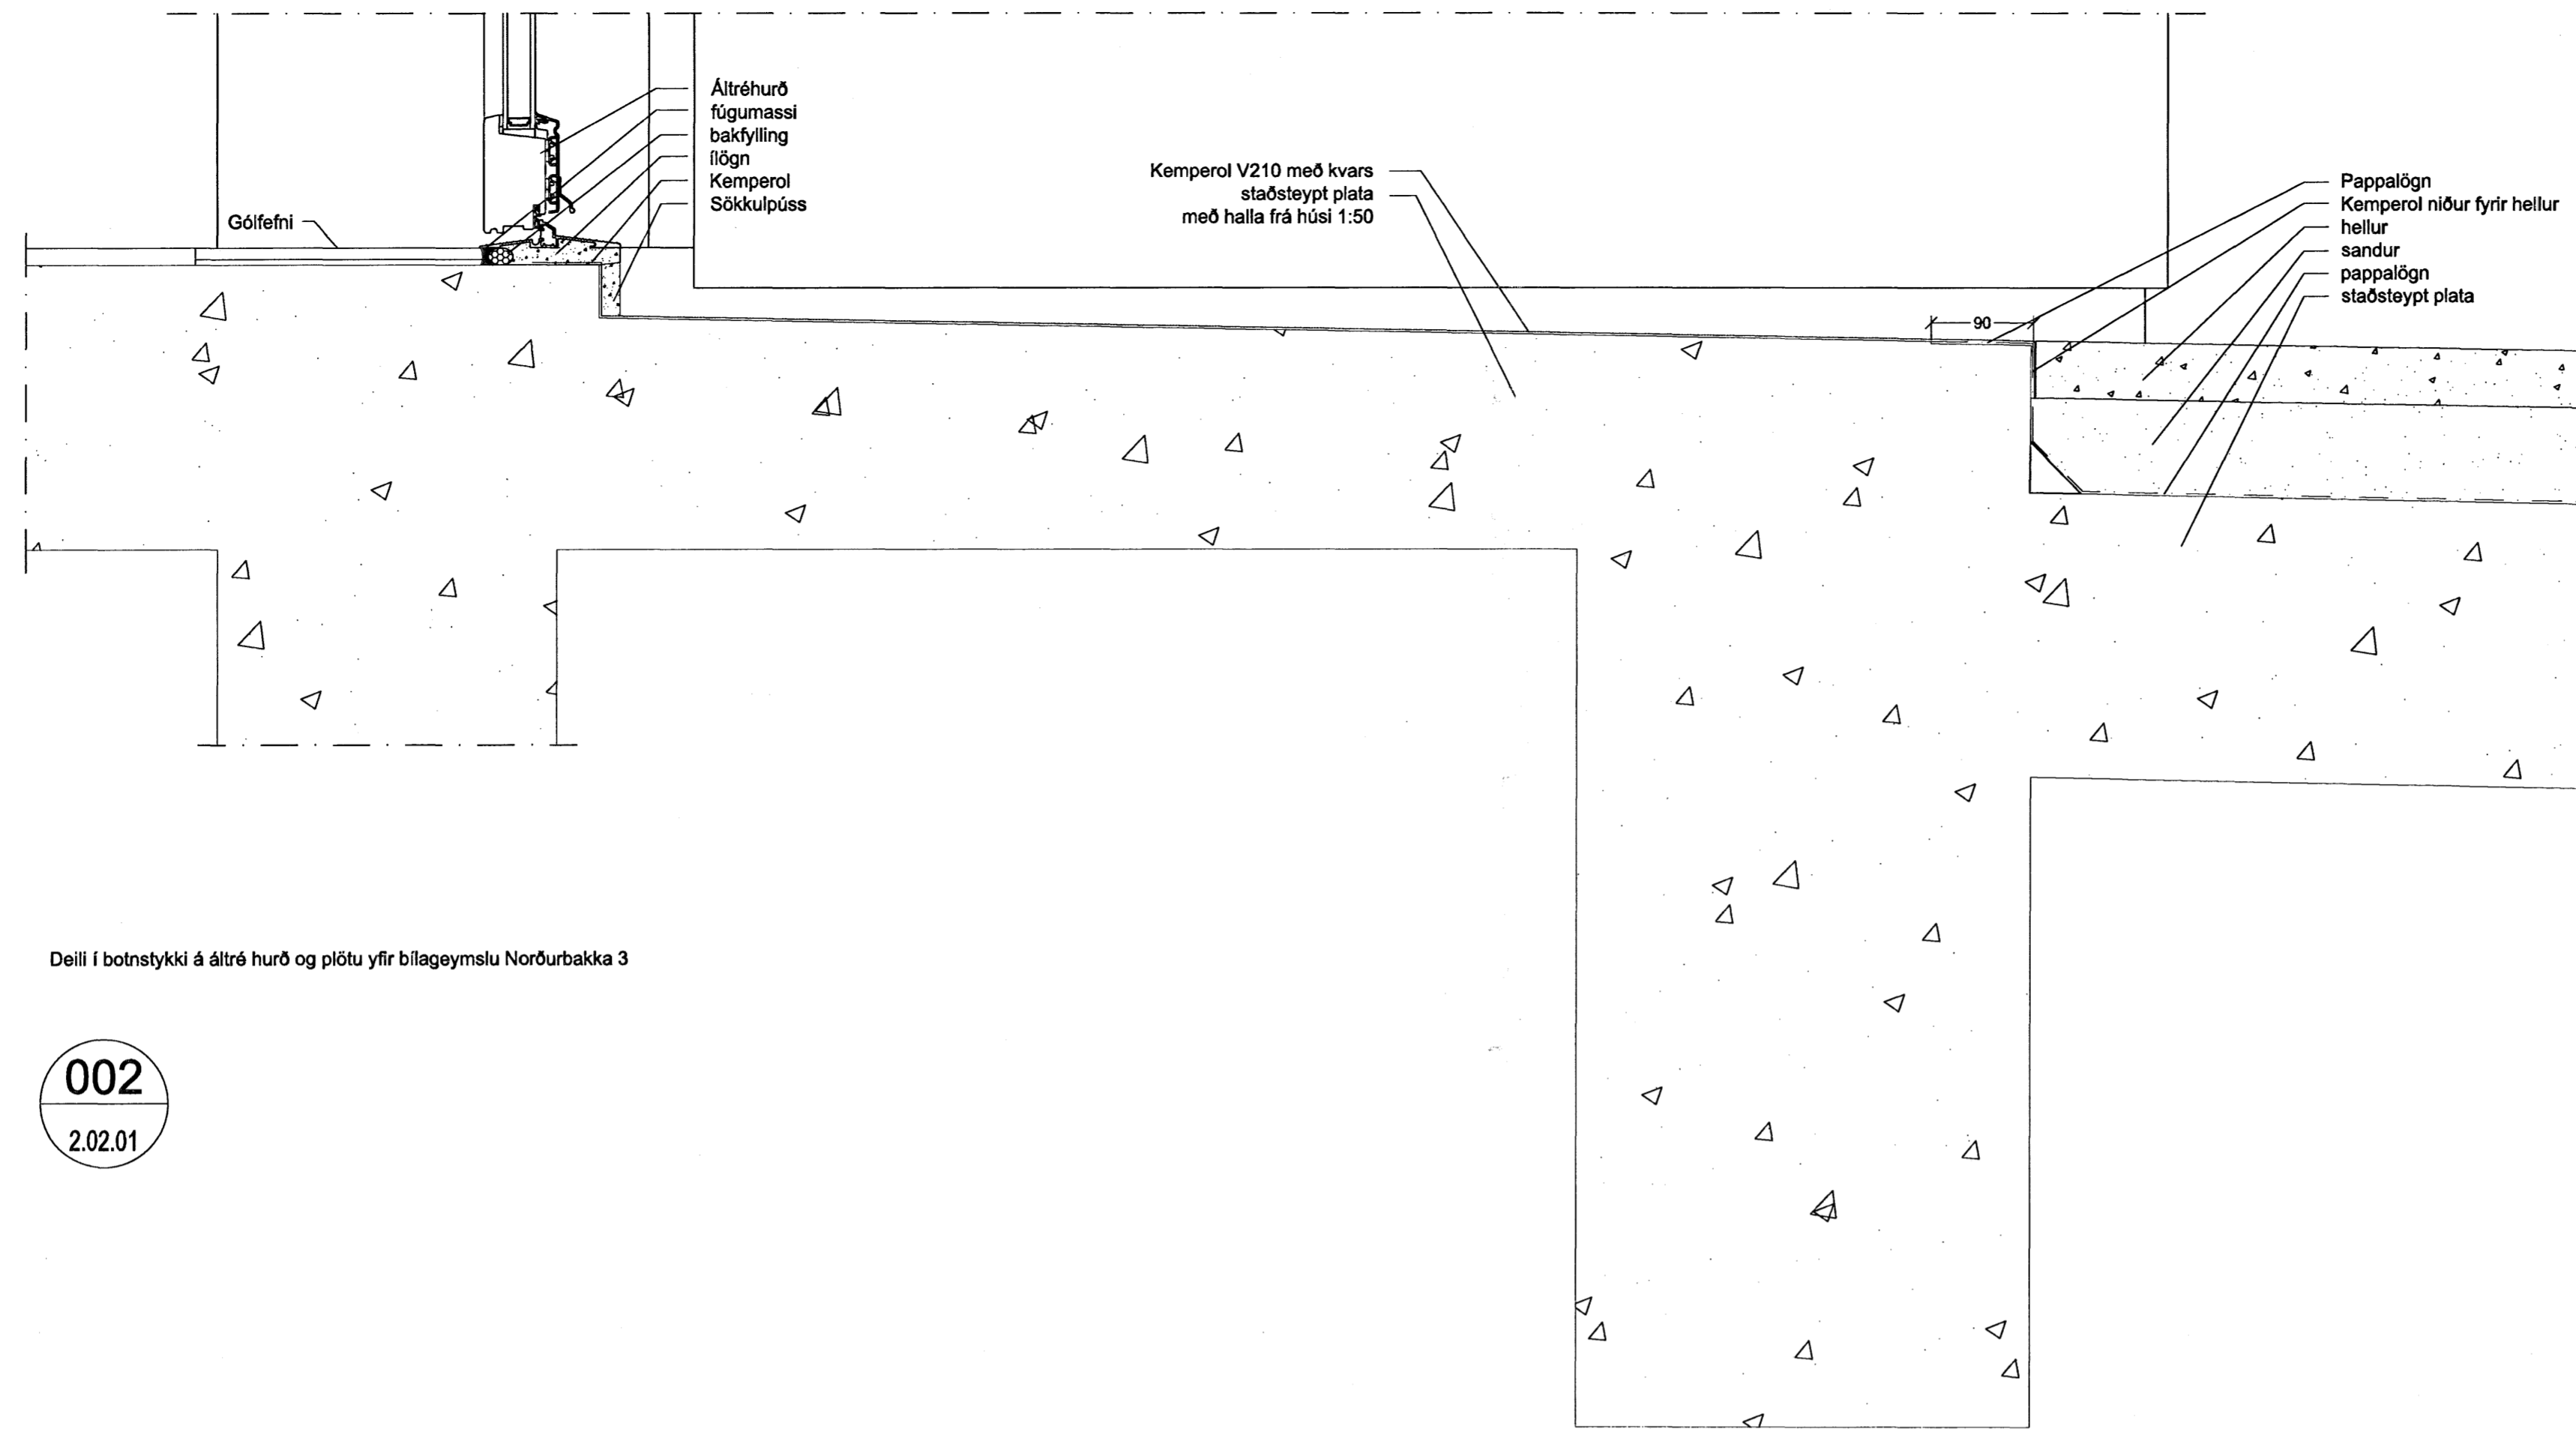 Áltréhurð
fúgumassi
bakfylling
ílögn
Kemperol
Sökkulpúss
Gólfefni
Kemperol V210 með kvars
staðsteypt plata
með halla frá húsi 1:50
Pappalögn
Kemperol niður fyrir hellur
hellur
sandur
pappalögn
staðsteypt plata
90
Deili í botnstykki á áltré hurð og plötu yfir bílageymslu Norðurbakka 3
002
2.02.01